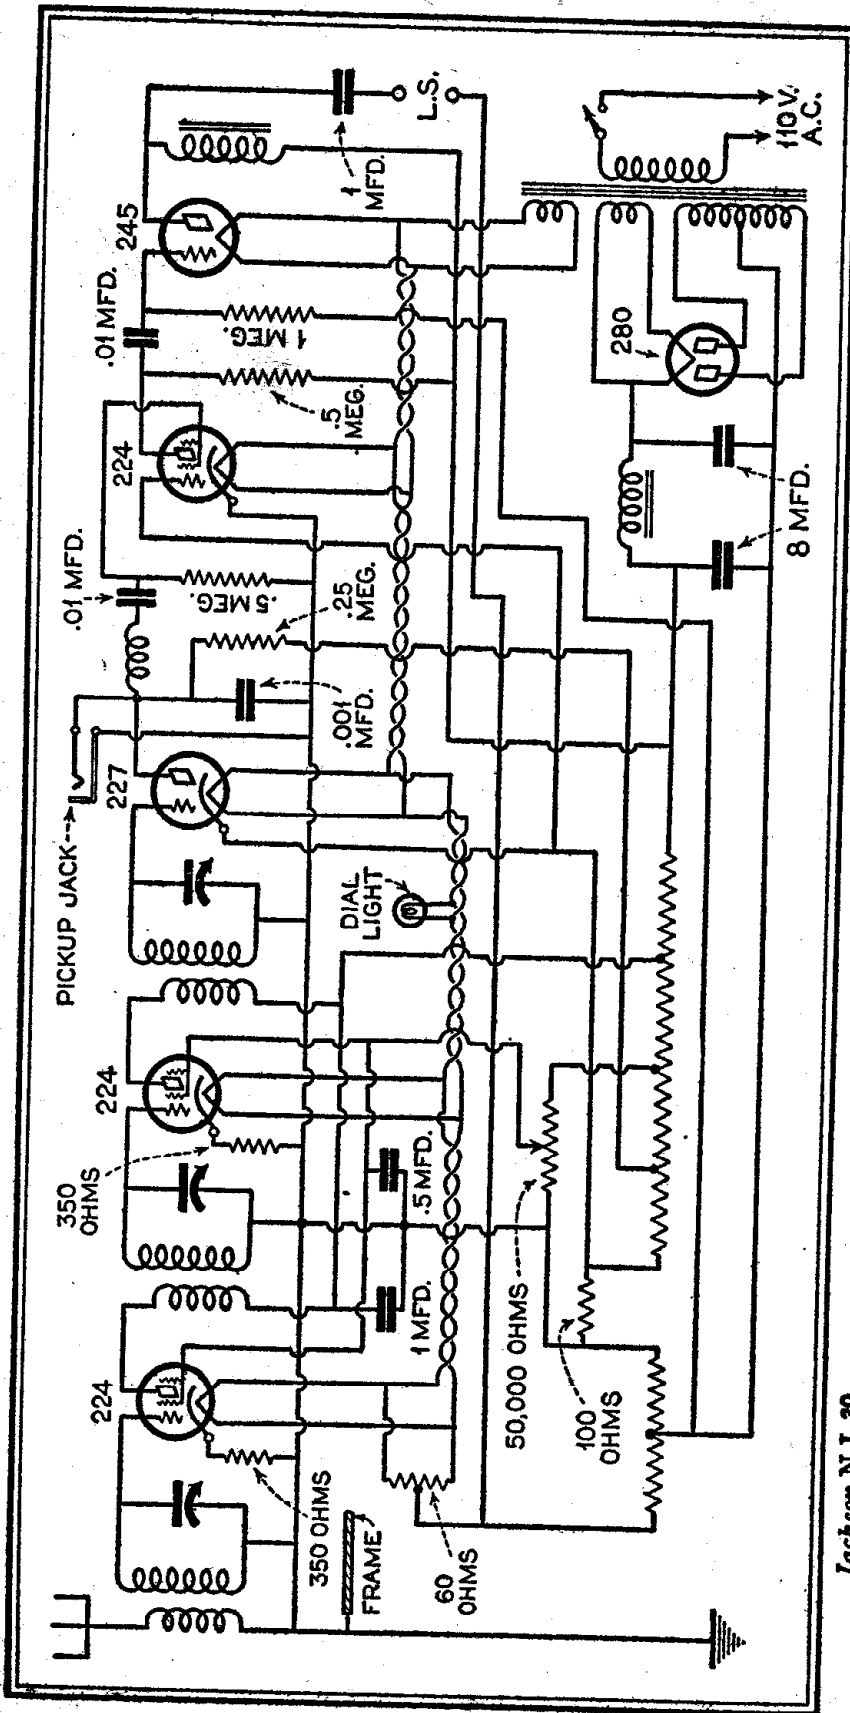 PICKUP JACK
.01 MFD.
.01 MFD.
224
350
OHMS
224
227
224
245
350 OHMS
.5 MEG.
.25
MEG.
.5
MEG.
1 MEG.
.001
MFD.
1
MFD.
L.S.
FRAME
60
OHMS
1 MFD.
.5 MFD.
DIAL
LIGHT
50,000 OHMS
100
OHMS
280
8 MFD.
110 V.
A.C.